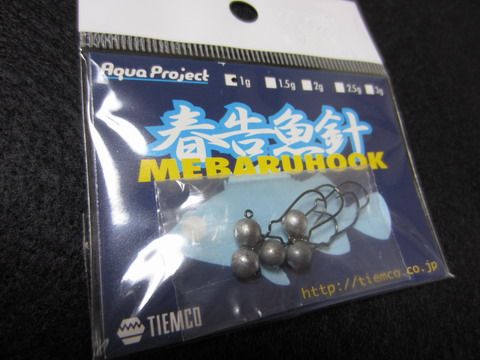 Aqua Project
1g 1.5g 2g 2.5g 3g
春告魚針
MEBARUHOOK
http://tiemco.co.jp
TIEMCO